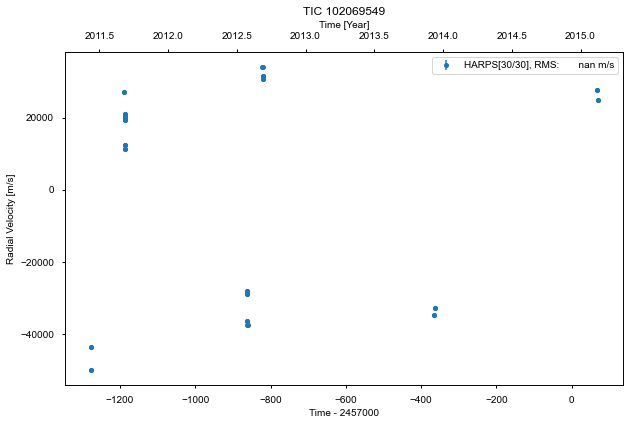 TIC 102069549
Time [Year]
2011.5 2012.0 2012.5 2013.0 2013.5 2014.0 2014.5 2015.0
HARPS[30/30], RMS: nan m/s
Radial Velocity [m/s]
20000
0
−20000
−40000
−1200 −1000 −800 −600 −400 −200 0
Time - 2457000